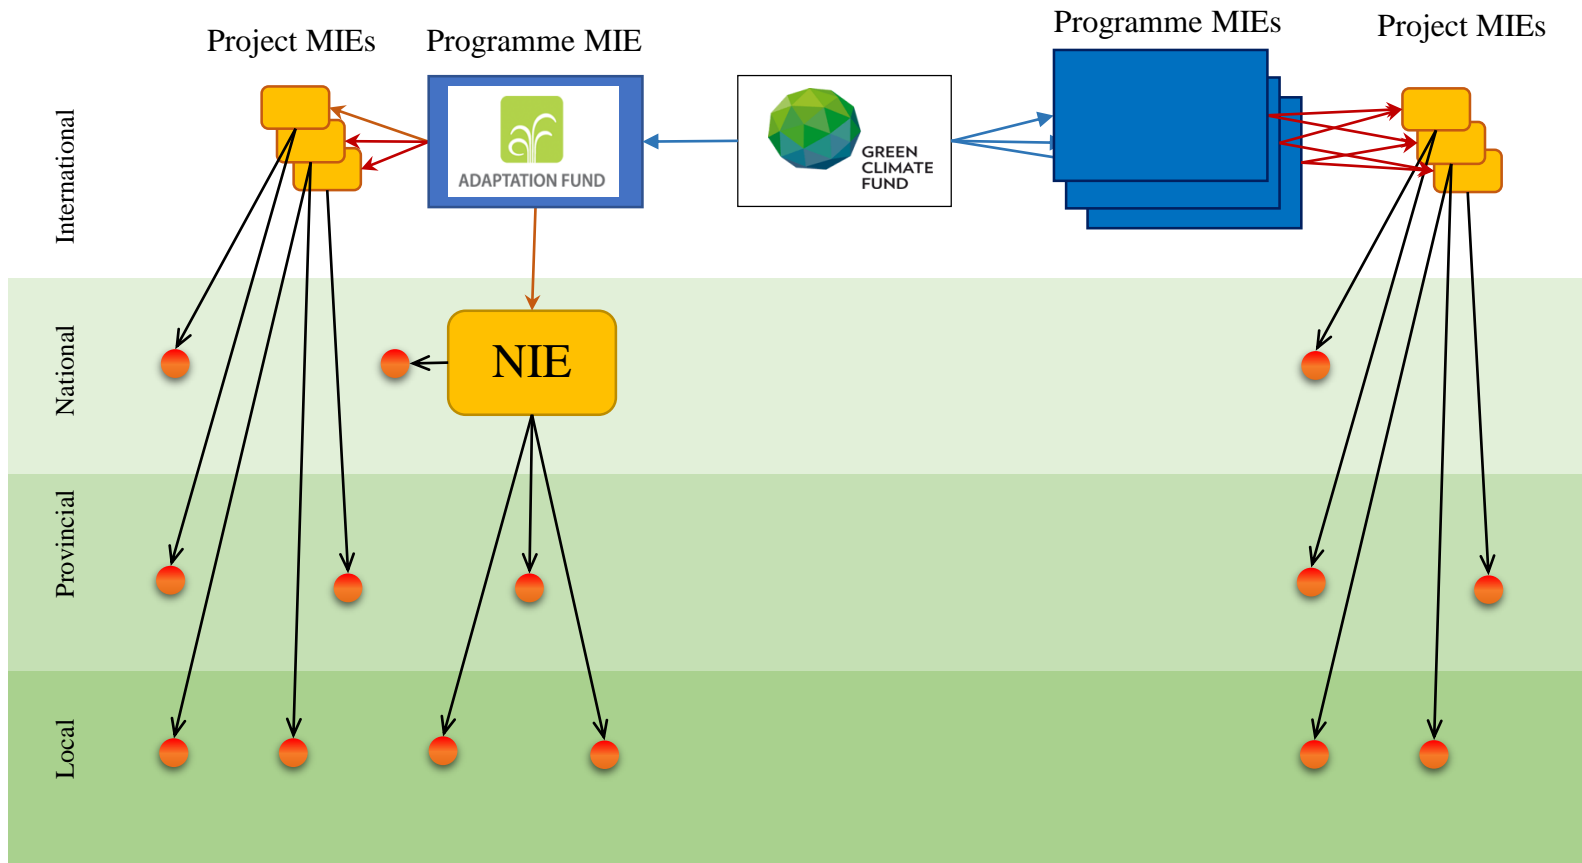 Project MIEs
Programme MIE
Programme MIEs
Project MIEs
International
ADAPTATION FUND
GREEN
CLIMATE
FUND
National
NIE
Provincial
Local